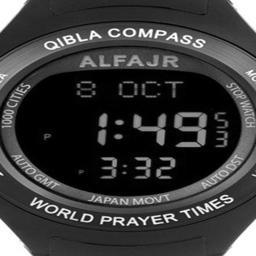 QIBLA COMPASS
ALFAJR
1000 CITIES
STOP WATCH
8 OCT
P 1:49 53
P 3:32
AUTO GMT
AUTO DST
JAPAN MOVT
WORLD PRAYER TIMES